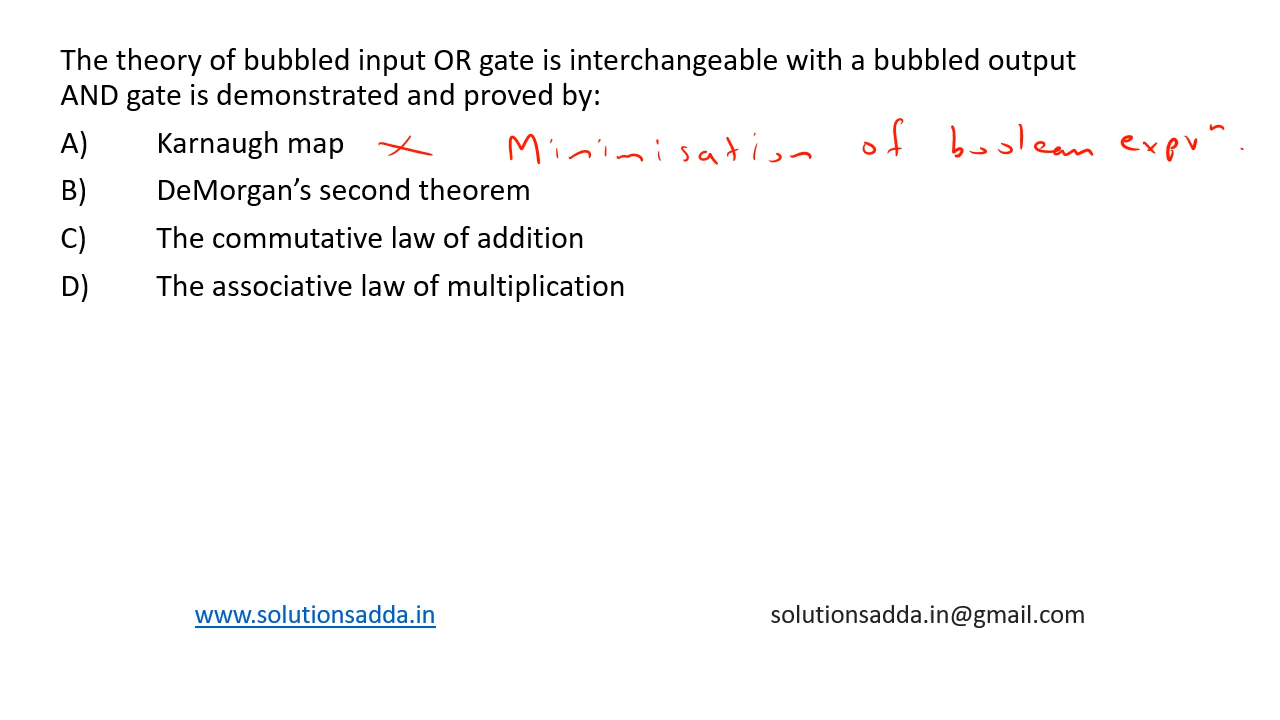 The theory of bubbled input OR gate is interchangeable with a bubbled output
AND gate is demonstrated and proved by:
A) Karnaugh map × Minimisation of boolean exprⁿ.
B) DeMorgan’s second theorem
C) The commutative law of addition
D) The associative law of multiplication
www.solutionsadda.in solutionsadda.in@gmail.com